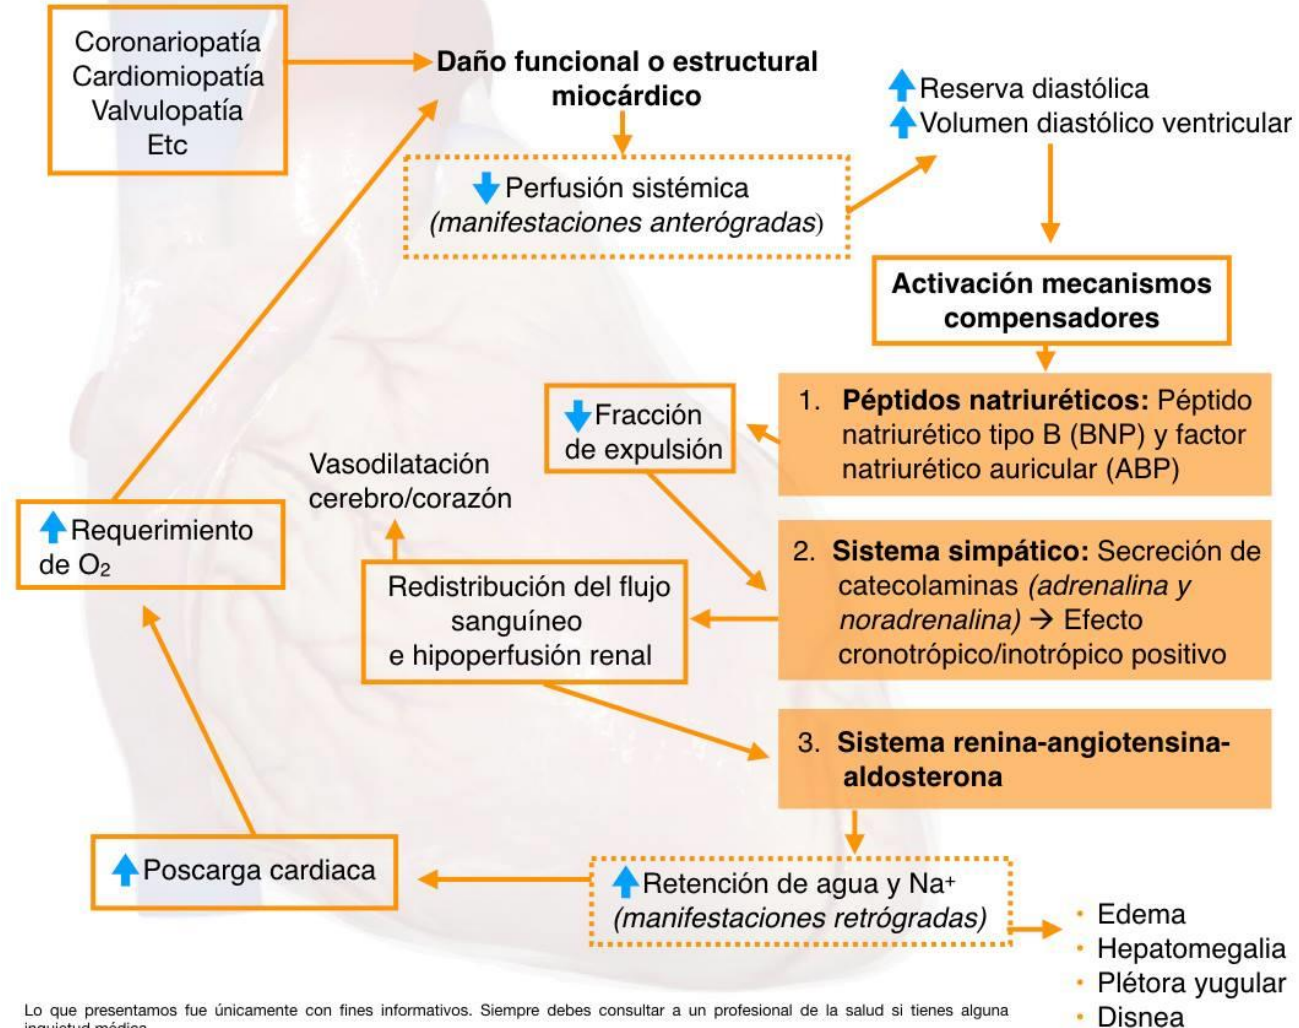 Coronariopatía
Cardiomiopatía
Valvulopatía
Etc
Daño funcional o estructural
miocárdico
Reserva diastólica
Volumen diastólico ventricular
Perfusión sistémica
(manifestaciones anterógradas)
Activación mecanismos
compensadores
1. Péptidos natriuréticos: Péptido
natriurético tipo B (BNP) y factor
natriurético auricular (ABP)
Fracción
de expulsión
Vasodilatación
cerebro/corazón
Requerimiento
de O₂
2. Sistema simpático: Secreción de
catecolaminas (adrenalina y
noradrenalina) → Efecto
cronotrópico/inotrópico positivo
Redistribución del flujo
sanguíneo
e hipoperfusión renal
3. Sistema renina-angiotensina-
aldosterona
Poscarga cardiaca
Retención de agua y Na⁺
(manifestaciones retrógradas)
• Edema
• Hepatomegalia
• Plétora yugular
• Disnea
Lo que presentamos fue únicamente con fines informativos. Siempre debes consultar a un profesional de la salud si tienes alguna